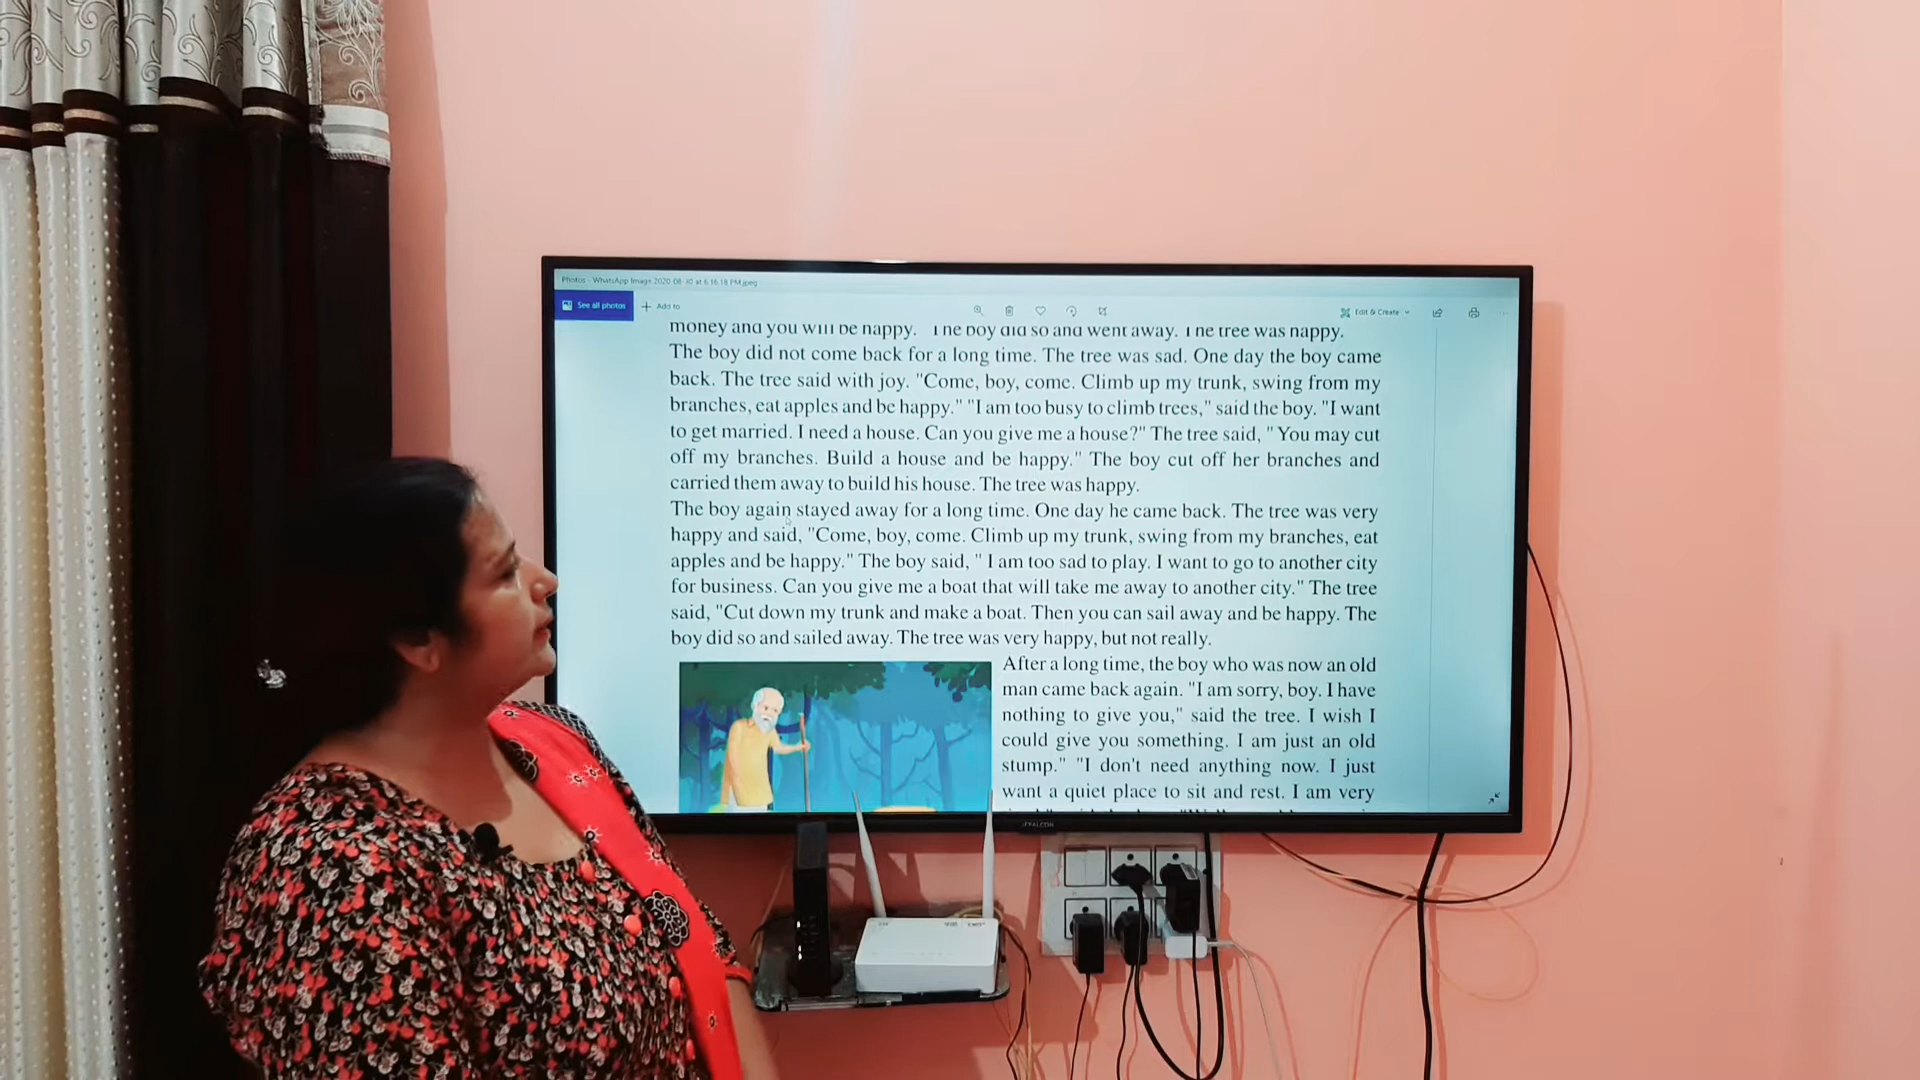 Photos - WhatsApp Image 2020-08-30 at 6.16.18 PM.jpeg
See all photos
+ Add to
Edit & Create
money and you will be happy. The boy did so and went away. The tree was happy.
The boy did not come back for a long time. The tree was sad. One day the boy came
back. The tree said with joy. "Come, boy, come. Climb up my trunk, swing from my
branches, eat apples and be happy." "I am too busy to climb trees," said the boy. "I want
to get married. I need a house. Can you give me a house?" The tree said, " You may cut
off my branches. Build a house and be happy." The boy cut off her branches and
carried them away to build his house. The tree was happy.
The boy again stayed away for a long time. One day he came back. The tree was very
happy and said, "Come, boy, come. Climb up my trunk, swing from my branches, eat
apples and be happy." The boy said, " I am too sad to play. I want to go to another city
for business. Can you give me a boat that will take me away to another city." The tree
said, "Cut down my trunk and make a boat. Then you can sail away and be happy. The
boy did so and sailed away. The tree was very happy, but not really.
After a long time, the boy who was now an old
man came back again. "I am sorry, boy. I have
nothing to give you," said the tree. I wish I
could give you something. I am just an old
stump." "I don't need anything now. I just
want a quiet place to sit and rest. I am very
iFFALCON